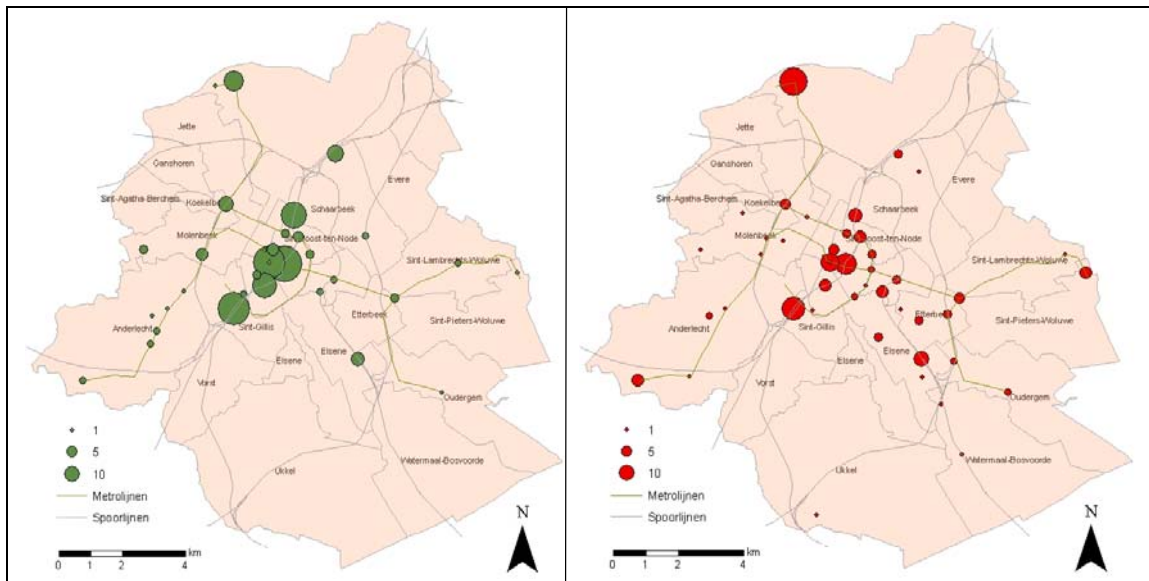 Jette
Ganshoren
Evere
Sint-Agatha-Berchem
Koekelberg
Schaarbeek
Molenbeek
Sint-Joost-ten-Node
Sint-Lambrechts-Woluwe
Anderlecht
Sint-Gillis
Etterbeek
Sint-Pieters-Woluwe
Elsene
Elsene
Vorst
Oudergem
1
5
10
Watermaal-Bosvoorde
Ukkel
Metrolijnen
Spoorlijnen
N
km
0 1 2 4
Jette
Ganshoren
Evere
Sint-Agatha-Berchem
Koekelberg
Schaarbeek
Molenbeek
Sint-Joost-ten-Node
Sint-Lambrechts-Woluwe
Anderlecht
Sint-Gillis
Etterbeek
Sint-Pieters-Woluwe
Elsene
Elsene
Vorst
Oudergem
1
5
10
Watermaal-Bosvoorde
Ukkel
Metrolijnen
Spoorlijnen
N
km
0 1 2 4